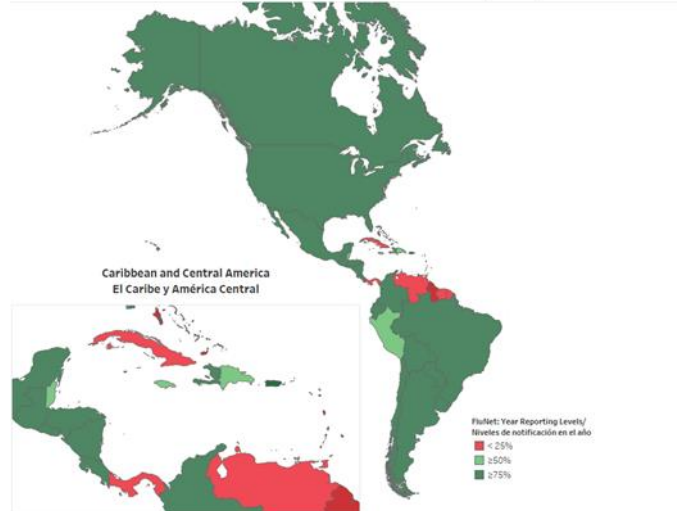 Caribbean and Central America
El Caribe y América Central
FluNet: Year Reporting Levels/
Niveles de notificación en el año
< 25%
≥50%
≥75%